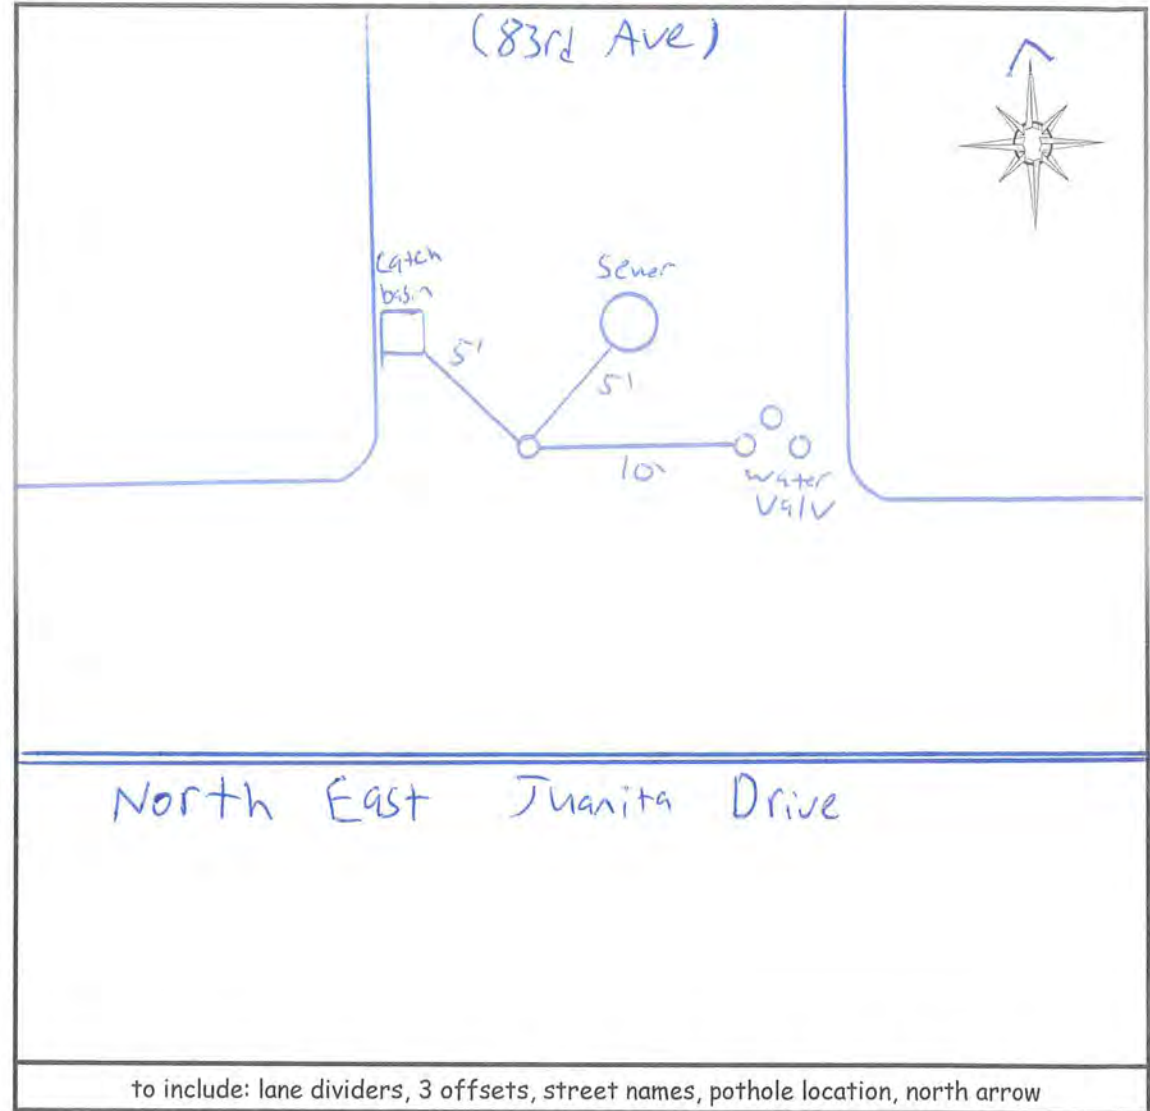 (83rd Ave)
Catch
basin
Sewer
5'
5'
10'
water
Valv
North East Juanita Drive
to include: lane dividers, 3 offsets, street names, pothole location, north arrow